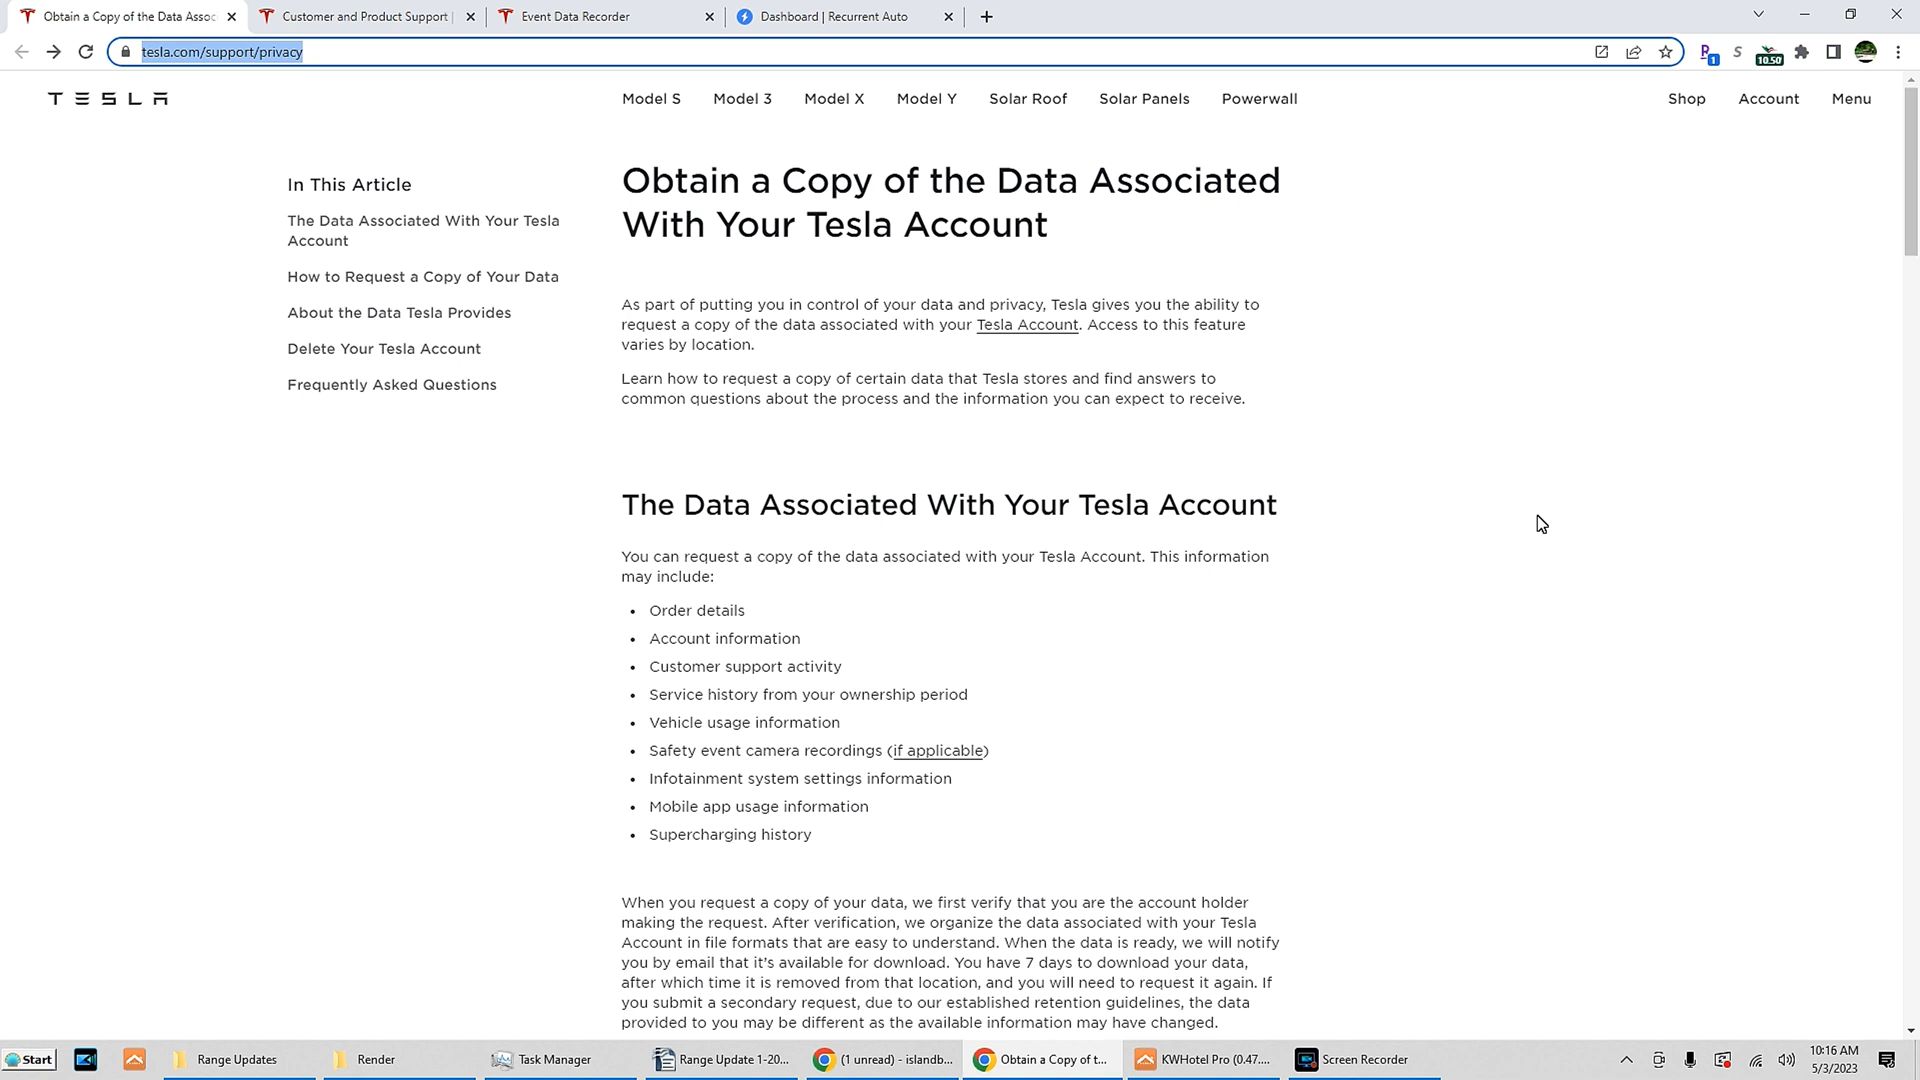 Obtain a Copy of the Data Assoc
Customer and Product Support |
Event Data Recorder
Dashboard | Recurrent Auto
tesla.com/support/privacy
1
10.50
TESLA
Model S
Model 3
Model X
Model Y
Solar Roof
Solar Panels
Powerwall
Shop
Account
Menu
In This Article
The Data Associated With Your Tesla
Account
How to Request a Copy of Your Data
About the Data Tesla Provides
Delete Your Tesla Account
Frequently Asked Questions
Obtain a Copy of the Data Associated
With Your Tesla Account
As part of putting you in control of your data and privacy, Tesla gives you the ability to
request a copy of the data associated with your Tesla Account. Access to this feature
varies by location.
Learn how to request a copy of certain data that Tesla stores and find answers to
common questions about the process and the information you can expect to receive.
The Data Associated With Your Tesla Account
You can request a copy of the data associated with your Tesla Account. This information
may include:
• Order details
• Account information
• Customer support activity
• Service history from your ownership period
• Vehicle usage information
• Safety event camera recordings (if applicable)
• Infotainment system settings information
• Mobile app usage information
• Supercharging history
When you request a copy of your data, we first verify that you are the account holder
making the request. After verification, we organize the data associated with your Tesla
Account in file formats that are easy to understand. When the data is ready, we will notify
you by email that it's available for download. You have 7 days to download your data,
after which time it is removed from that location, and you will need to request it again. If
you submit a secondary request, due to our established retention guidelines, the data
provided to you may be different as the available information may have changed.
Start
Range Updates
Render
Task Manager
Range Update 1-20...
(1 unread) - islandb...
Obtain a Copy of t...
KWHotel Pro (0.47....
Screen Recorder
10:16 AM
5/3/2023